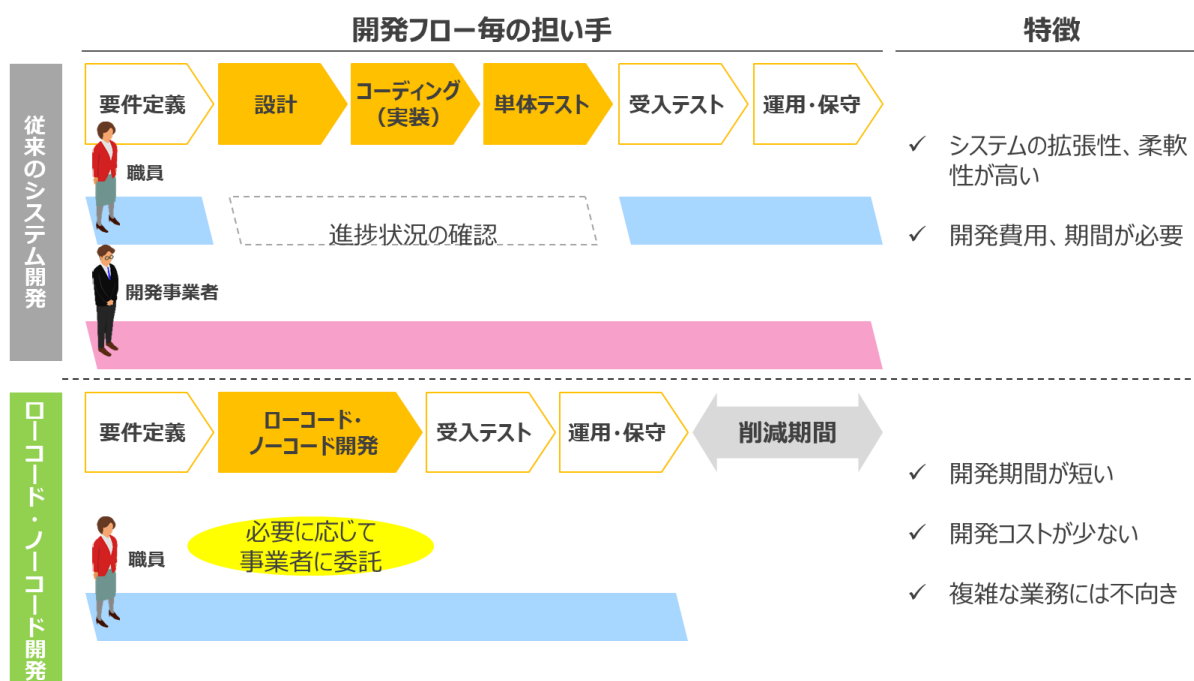 開発フロー毎の担い手
特徴
従来のシステム開発
要件定義
設計
コーディング
（実装）
単体テスト
受入テスト
運用・保守
職員
進捗状況の確認
開発事業者
✓ システムの拡張性、柔軟
性が高い
✓ 開発費用、期間が必要
ローコード・ノーコード開発
要件定義
ローコード・
ノーコード開発
受入テスト
運用・保守
削減期間
職員
必要に応じて
事業者に委託
✓ 開発期間が短い
✓ 開発コストが少ない
✓ 複雑な業務には不向き